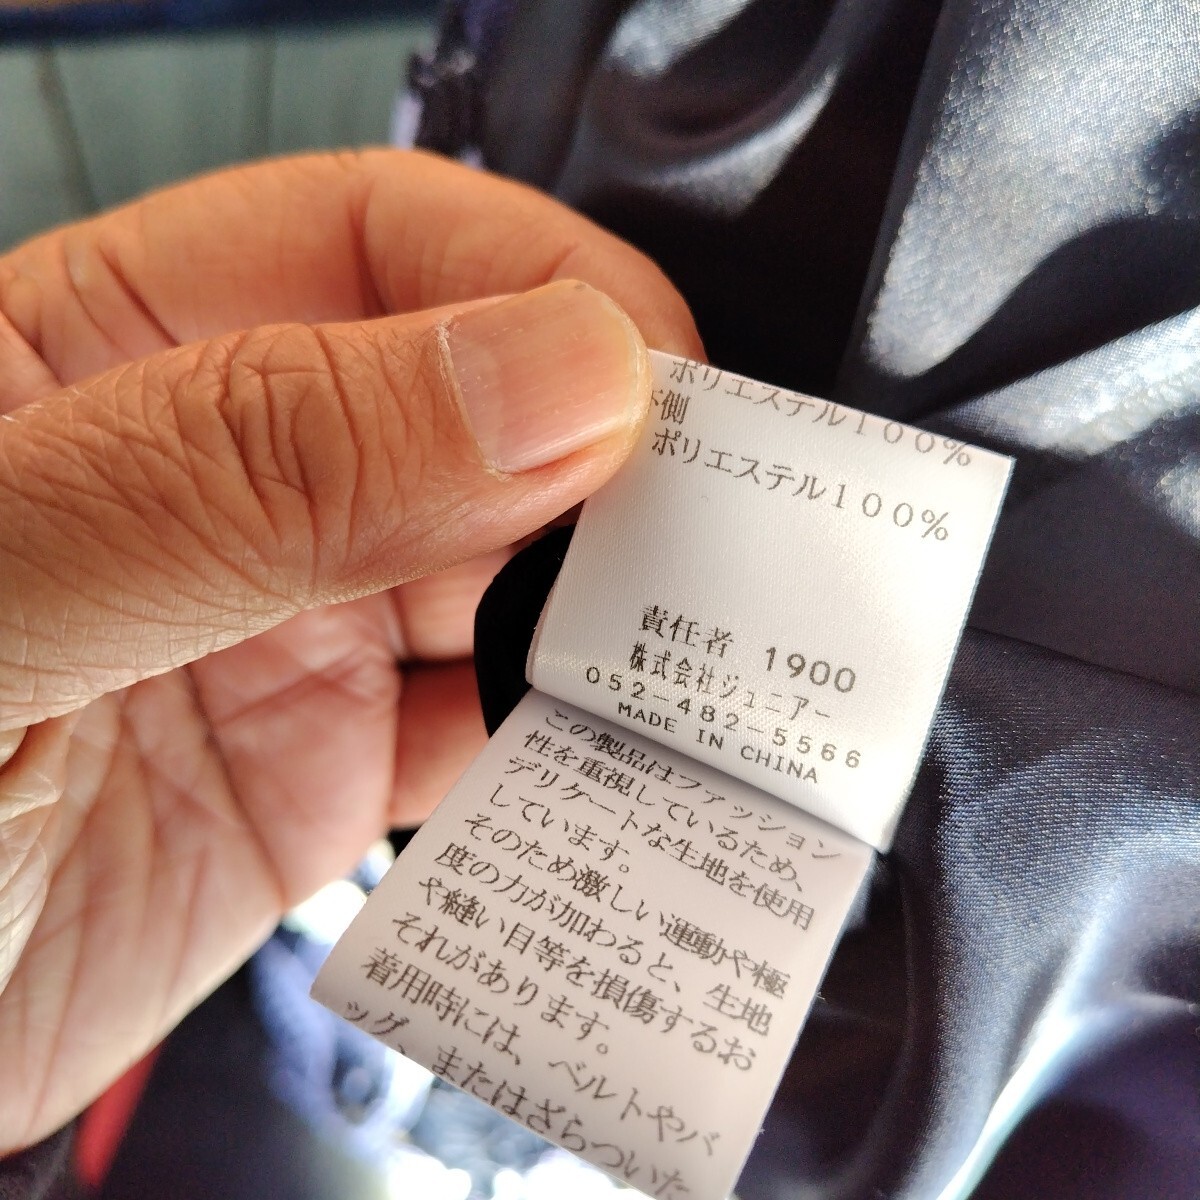 ポリエステル１００％
側
ポリエステル１００％
責任者 1900
株式会社ジュニアー
052-482-5566
MADE IN CHINA
この製品はファッション
性を重視しているため、
デリケートな生地を使用
しています。
そのため激しい運動や極
度の力が加わると、生地
や縫い目等を損傷するお
それがあります。
着用時には、ベルトやバ
ッグ、またはざらついた